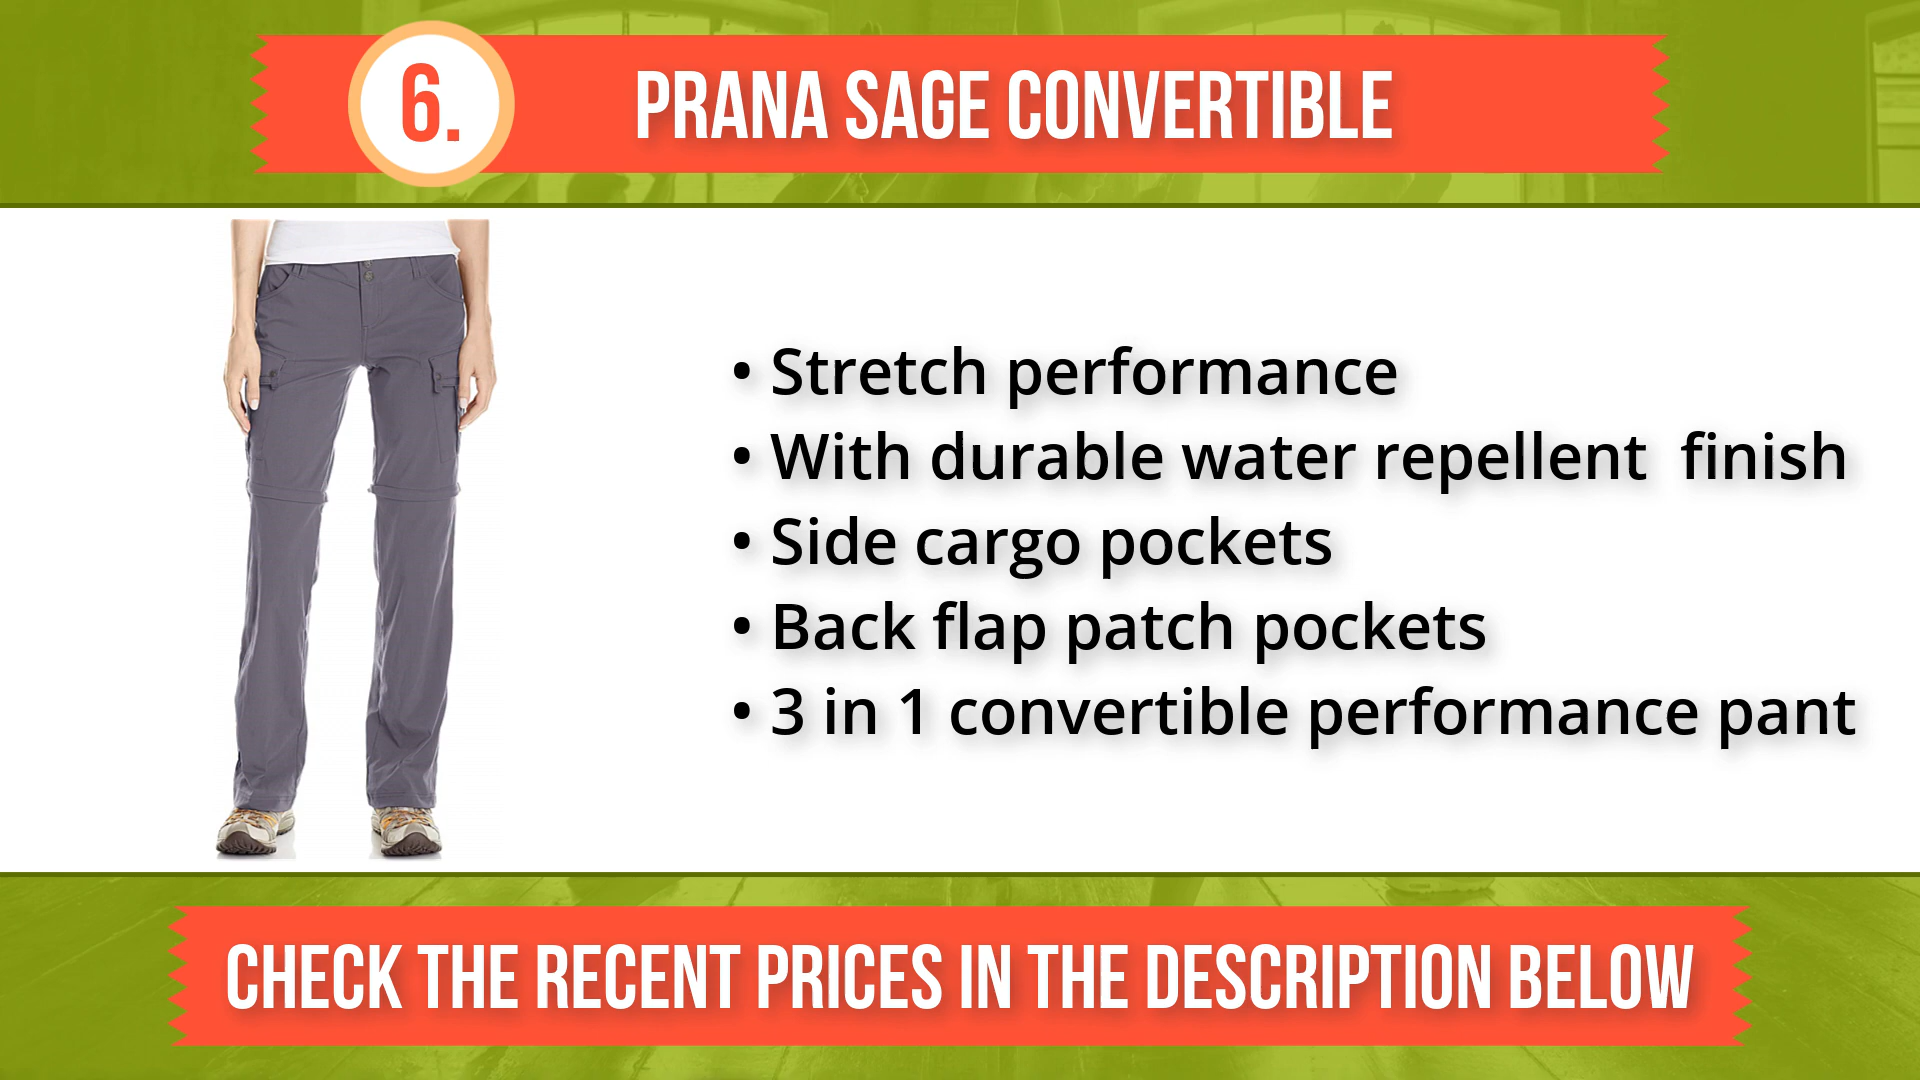 6.
PRANA SAGE CONVERTIBLE
• Stretch performance
• With durable water repellent  finish
• Side cargo pockets
• Back flap patch pockets
• 3 in 1 convertible performance pant
CHECK THE RECENT PRICES IN THE DESCRIPTION BELOW